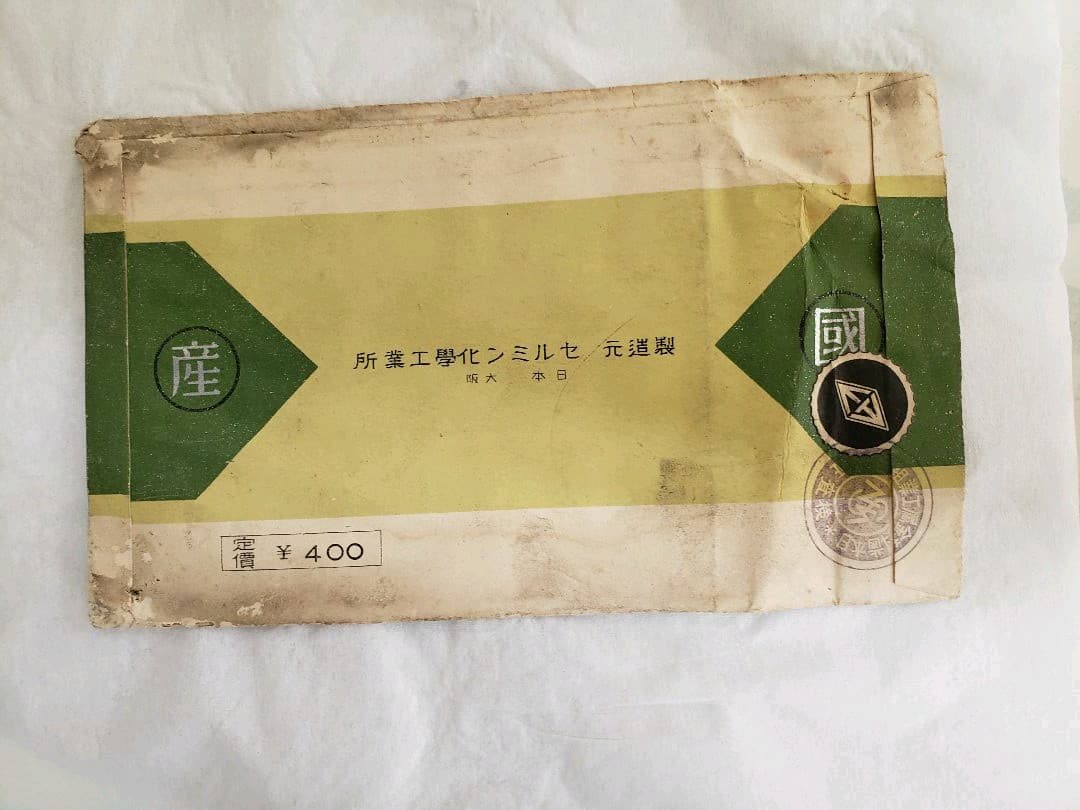 國産
製造元 セルミン化學工業所
日本 大阪
定價 ¥ 400